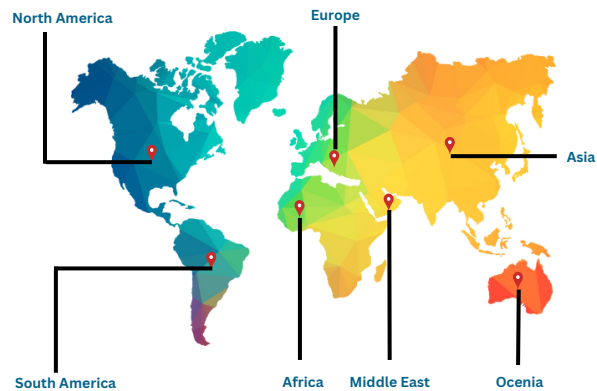 Europe
North America
Asia
South America
Africa
Middle East
Ocenia